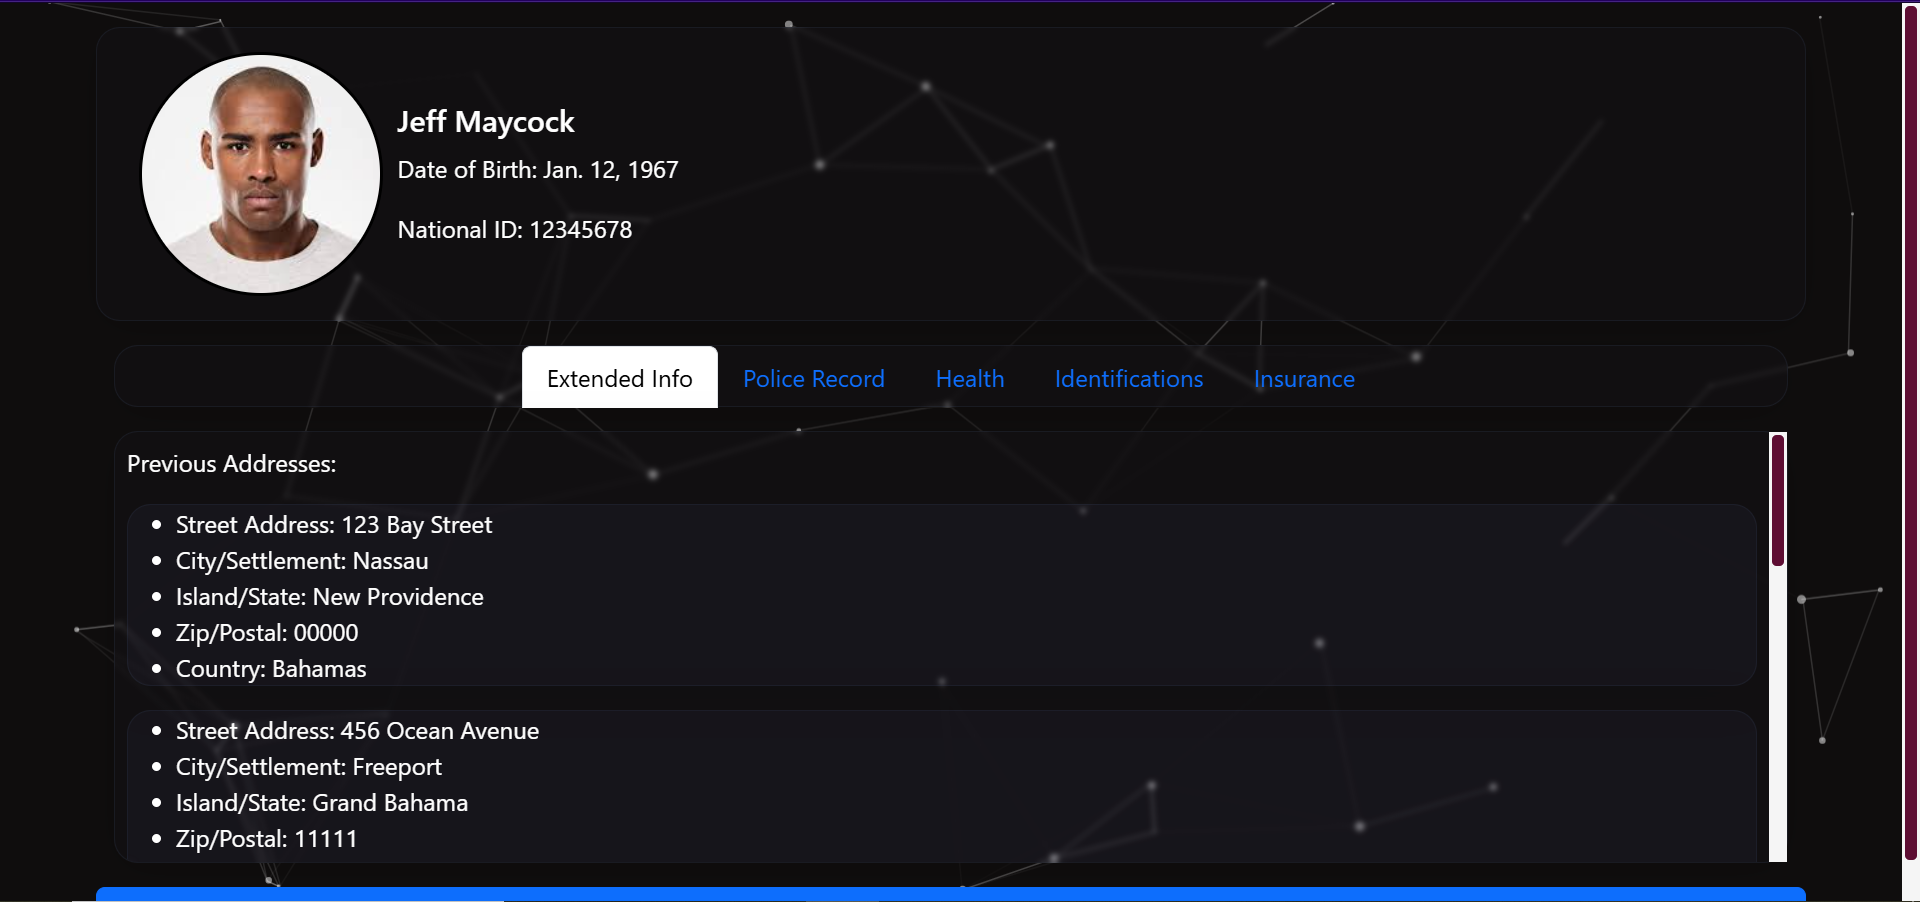 Jeff Maycock
Date of Birth: Jan. 12, 1967
National ID: 12345678
Extended Info Police Record Health Identifications Insurance
Previous Addresses:
Street Address: 123 Bay Street
City/Settlement: Nassau
Island/State: New Providence
Zip/Postal: 00000
Country: Bahamas
Street Address: 456 Ocean Avenue
City/Settlement: Freeport
Island/State: Grand Bahama
Zip/Postal: 11111